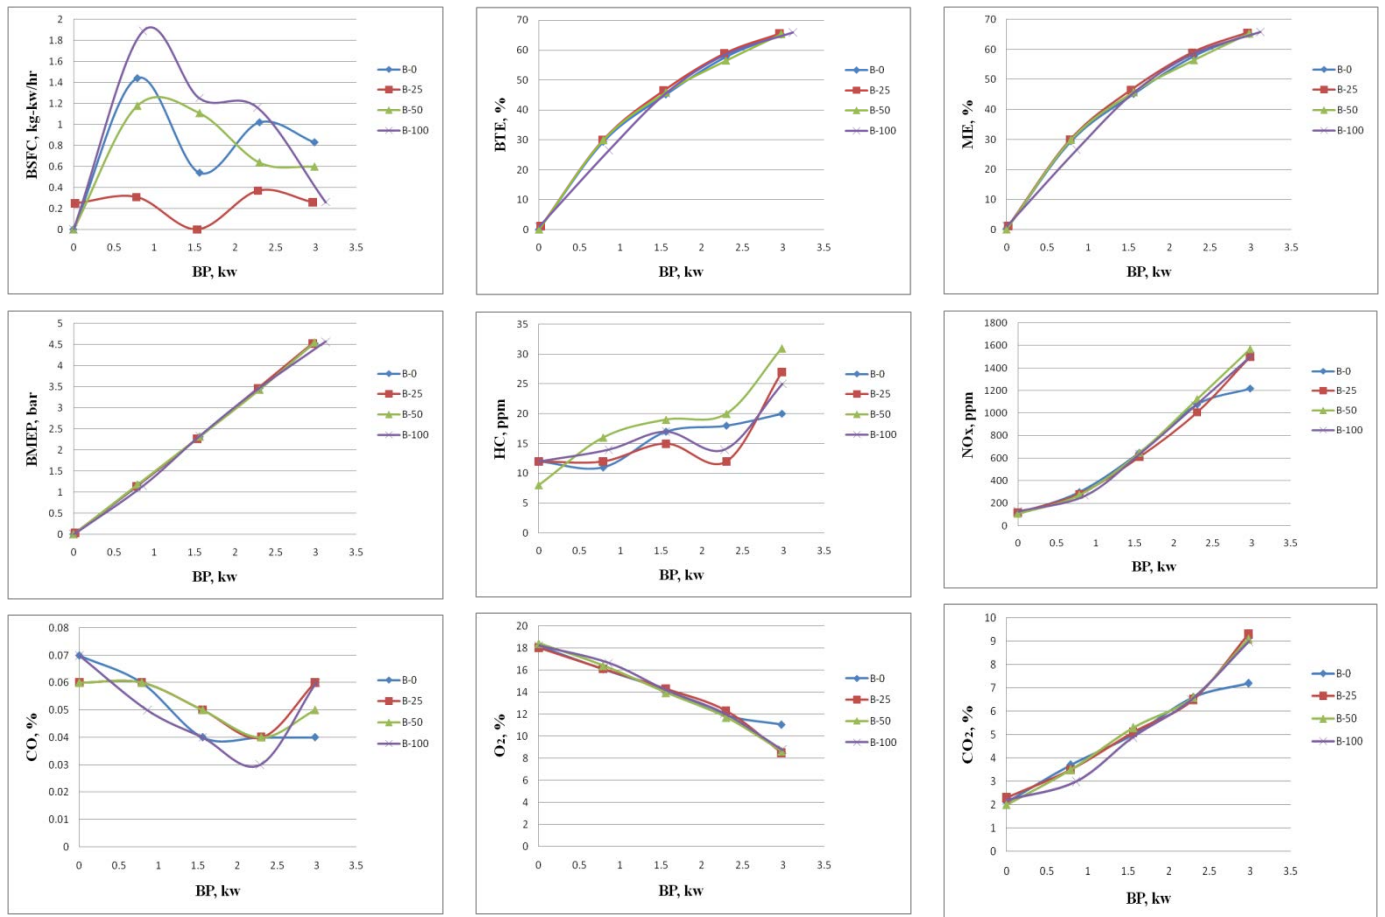 BSFC, kg-kw/hr
2
1.8
1.6
1.4
1.2
1
0.8
0.6
0.4
0.2
0
0 0.5 1 1.5 2 2.5 3 3.5
BP, kw
B-0
B-25
B-50
B-100
BTE, %
70
60
50
40
30
20
10
0
0 0.5 1 1.5 2 2.5 3 3.5
BP, kw
B-0
B-25
B-50
B-100
ME, %
70
60
50
40
30
20
10
0
0 0.5 1 1.5 2 2.5 3 3.5
BP, kw
B-0
B-25
B-50
B-100
BMEP, bar
5
4.5
4
3.5
3
2.5
2
1.5
1
0.5
0
0 0.5 1 1.5 2 2.5 3 3.5
BP, kw
B-0
B-25
B-50
B-100
HC, ppm
35
30
25
20
15
10
5
0
0 0.5 1 1.5 2 2.5 3 3.5
BP, kw
B-0
B-25
B-50
B-100
NOx, ppm
1800
1600
1400
1200
1000
800
600
400
200
0
0 0.5 1 1.5 2 2.5 3 3.5
BP, kw
B-0
B-25
B-50
B-100
CO, %
0.08
0.07
0.06
0.05
0.04
0.03
0.02
0.01
0
0 0.5 1 1.5 2 2.5 3 3.5
BP, kw
B-0
B-25
B-50
B-100
O2, %
20
18
16
14
12
10
8
6
4
2
0
0 0.5 1 1.5 2 2.5 3 3.5
BP, kw
B-0
B-25
B-50
B-100
CO2, %
10
9
8
7
6
5
4
3
2
1
0
0 0.5 1 1.5 2 2.5 3 3.5
BP, kw
B-0
B-25
B-50
B-100